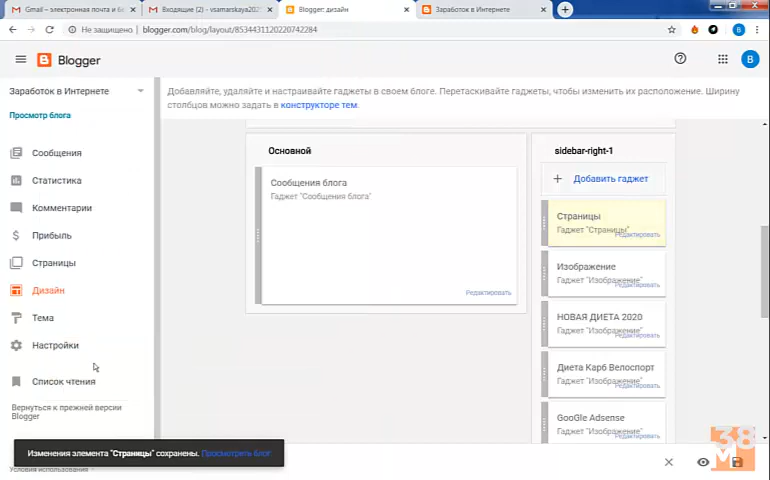 Gmail – электронная почта и бе
Входящие (2) - vsamarskaya202
Blogger: дизайн
Заработок в Интернете
Не защищено | blogger.com/blog/layout/8534431120220742284
B
Blogger
B
Заработок в Интернете
Просмотр блога
Сообщения
Статистика
Комментарии
Прибыль
Страницы
Дизайн
Тема
Настройки
Список чтения
Вернуться к прежней версии
Blogger
Условия использования
Добавляйте, удаляйте и настраивайте гаджеты в своем блоге. Перетаскивайте гаджеты, чтобы изменить их расположение. Ширину
столбцов можно задать в конструкторе тем.
Основной
Сообщения блога
Гаджет "Сообщения блога"
Редактировать
sidebar-right-1
Добавить гаджет
Страницы
Гаджет "Страницы"
Редактировать
Изображение
Гаджет "Изображение"
Редактировать
НОВАЯ ДИЕТА 2020
Гаджет "Изображение"
Редактировать
Диета Карб Велоспорт
Гаджет "Изображение"
Редактировать
GooGle Adsense
Гаджет "Изображение"
Редактировать
Изменения элемента "Страницы" сохранены. Просмотреть блог
38
M